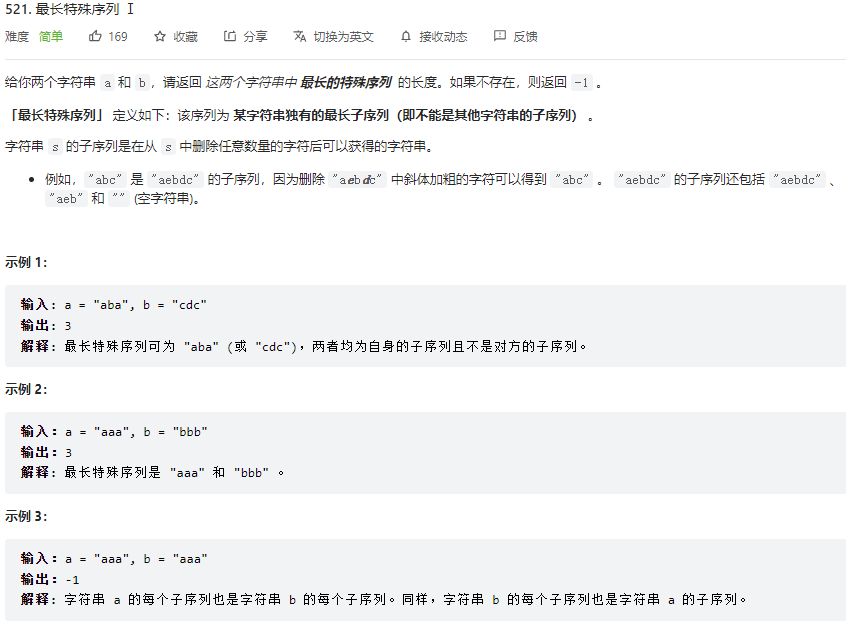 521. 最长特殊序列 I
难度 简单 169 收藏 分享 切换为英文 接收动态 反馈
给你两个字符串 a 和 b，请返回 这两个字符串中 最长的特殊序列 的长度。如果不存在，则返回 -1 。
「最长特殊序列」 定义如下：该序列为 某字符串独有的最长子序列（即不能是其他字符串的子序列） 。
字符串 s 的子序列是在从 s 中删除任意数量的字符后可以获得的字符串。
• 例如，"abc" 是 "aebdc" 的子序列，因为删除 "aebdc" 中斜体加粗的字符可以得到 "abc" 。 "aebdc" 的子序列还包括 "aebdc" 、
"aeb" 和 "" (空字符串)。
示例 1：
输入: a = "aba", b = "cdc"
输出: 3
解释: 最长特殊序列可为 "aba" (或 "cdc")，两者均为自身的子序列且不是对方的子序列。
示例 2：
输入：a = "aaa", b = "bbb"
输出：3
解释: 最长特殊序列是 "aaa" 和 "bbb" 。
示例 3：
输入：a = "aaa", b = "aaa"
输出：-1
解释: 字符串 a 的每个子序列也是字符串 b 的每个子序列。同样，字符串 b 的每个子序列也是字符串 a 的子序列。